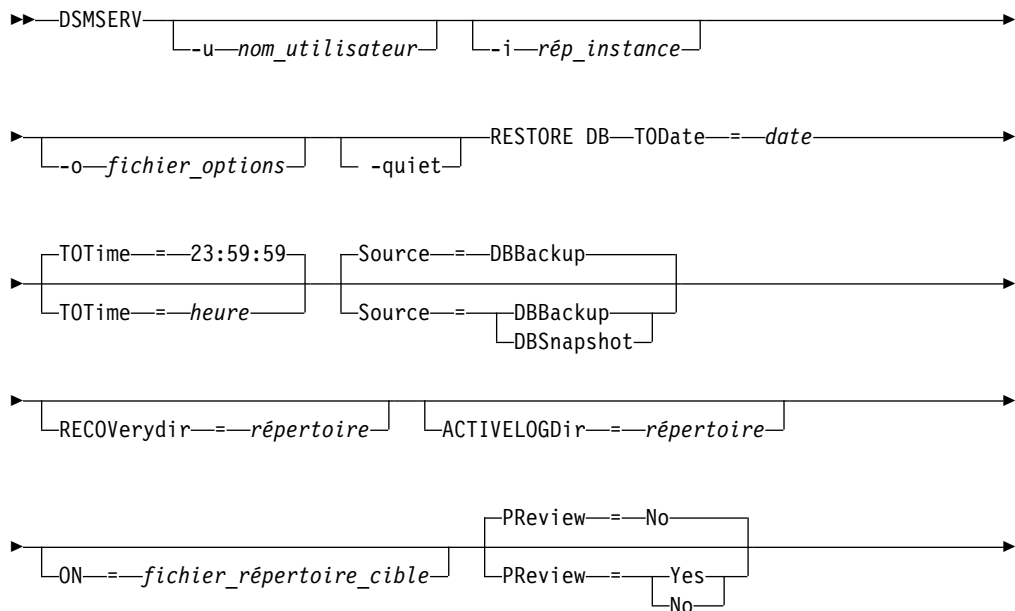 DSMSERV
-u nom_utilisateur -i rép_instance
-o fichier_options -quiet RESTORE DB TODate = date
TOTime = 23:59:59 Source = DBBackup
TOTime = heure Source = DBBackup
DBSnapshot
RECOVerydir = répertoire ACTIVELOGDir = répertoire
PReview = No
ON = fichier_répertoire_cible PReview = Yes
No